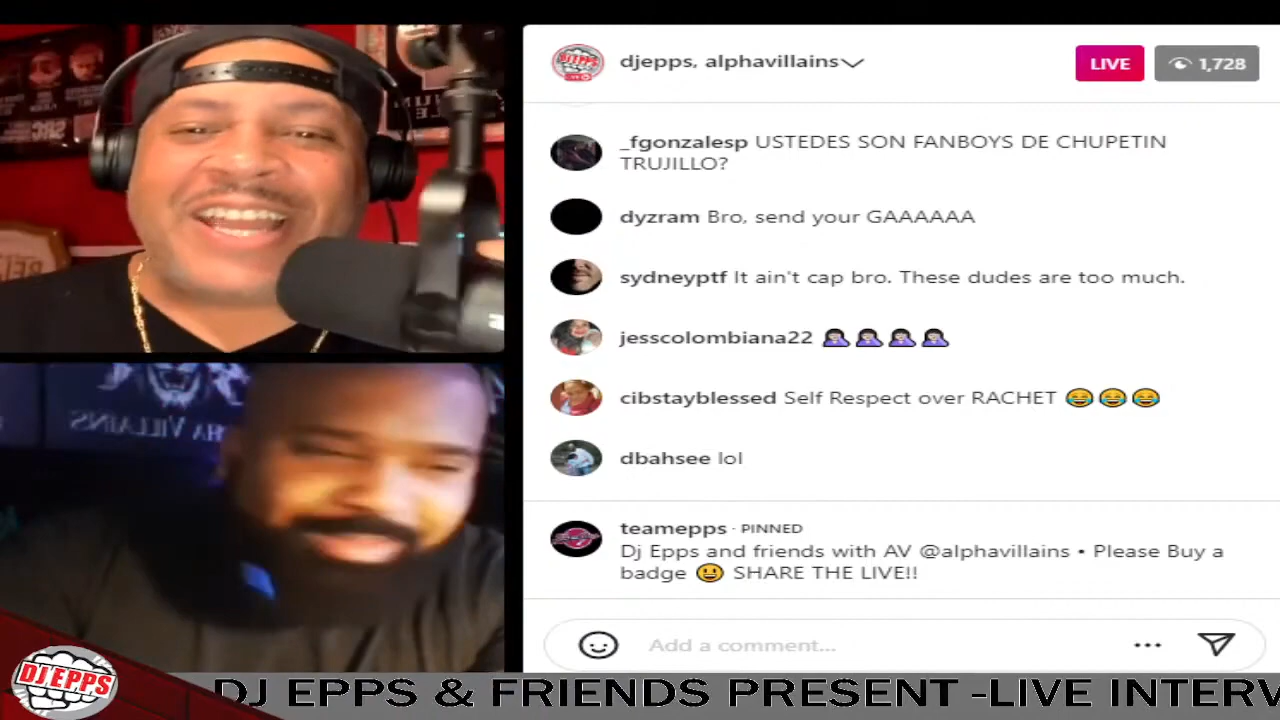 djepps, alphavillains
LIVE
1,728
_fgonzalesp USTEDES SON FANBOYS DE CHUPETIN
TRUJILLO?
dyzram Bro, send your GAAAAAA
sydneyptf It ain't cap bro. These dudes are too much.
jesscolombiana22 🙇🏻‍♀️🙇🏻‍♀️🙇🏻‍♀️🙇🏻‍♀️
cibstayblessed Self Respect over RACHET 😂😂😂
dbahsee lol
teamepps · PINNED
Dj Epps and friends with AV @alphavillains • Please Buy a
badge 😃 SHARE THE LIVE!!
Add a comment...
VILLAINS
DJ EPPS
DJ EPPS & FRIENDS PRESENT -LIVE INTERV